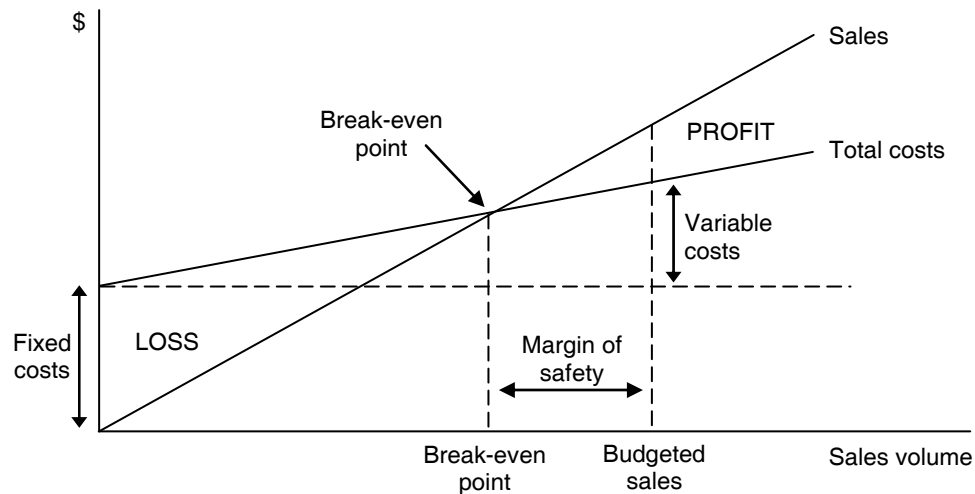 $
Sales
Break-even
point
PROFIT
Total costs
Variable
costs
Fixed
costs
LOSS
Margin of
safety
Break-even
point
Budgeted
sales
Sales volume